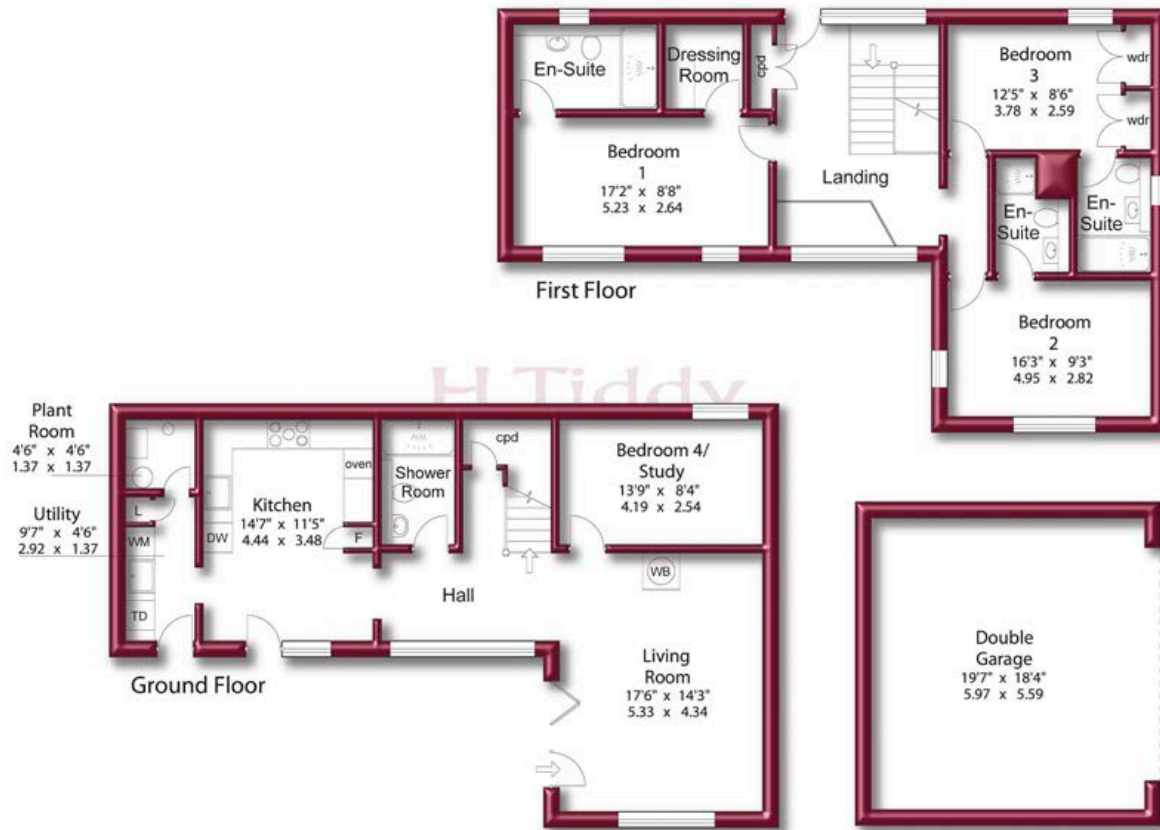 En-Suite
Dressing
Room
cpd
Bedroom
1
17'2" x 8'8"
5.23 x 2.64
Landing
Bedroom
3
12'5" x 8'6"
3.78 x 2.59
wdr
wdr
En-
Suite
En-
Suite
Bedroom
2
16'3" x 9'3"
4.95 x 2.82
First Floor
H Tiddy
Plant
Room
4'6" x 4'6"
1.37 x 1.37
Utility
9'7" x 4'6"
2.92 x 1.37
L
WM
TD
Kitchen
14'7" x 11'5"
4.44 x 3.48
oven
DW
F
Shower
Room
cpd
Hall
Bedroom 4/
Study
13'9" x 8'4"
4.19 x 2.54
WB
Living
Room
17'6" x 14'3"
5.33 x 4.34
Ground Floor
Double
Garage
19'7" x 18'4"
5.97 x 5.59